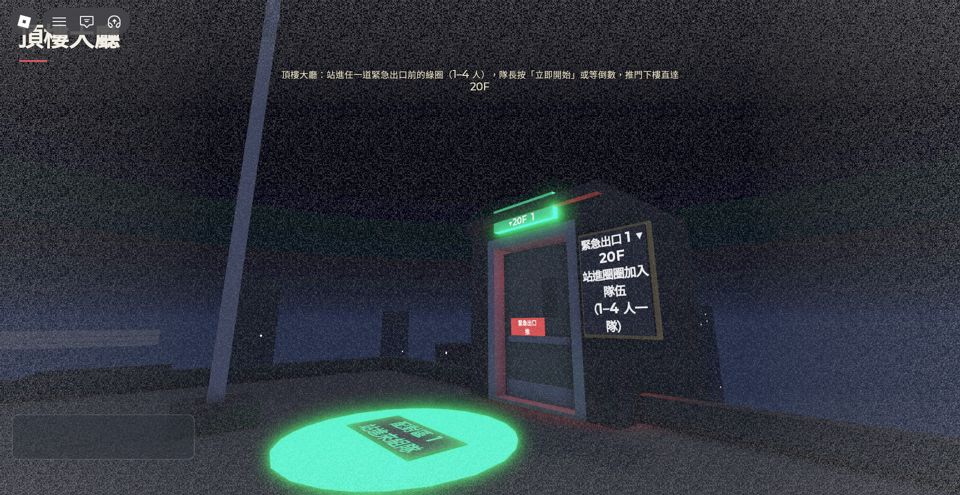 頂樓大廳
頂樓大廳：站進任一道緊急出口前的綠圈（1–4 人），隊長按「立即開始」或等倒數，推門下樓直達
20F
▼20F 1
緊急出口 1 ▼
20F
站進圈圈加入
隊伍
（1–4 人一
隊）
緊急出口
推